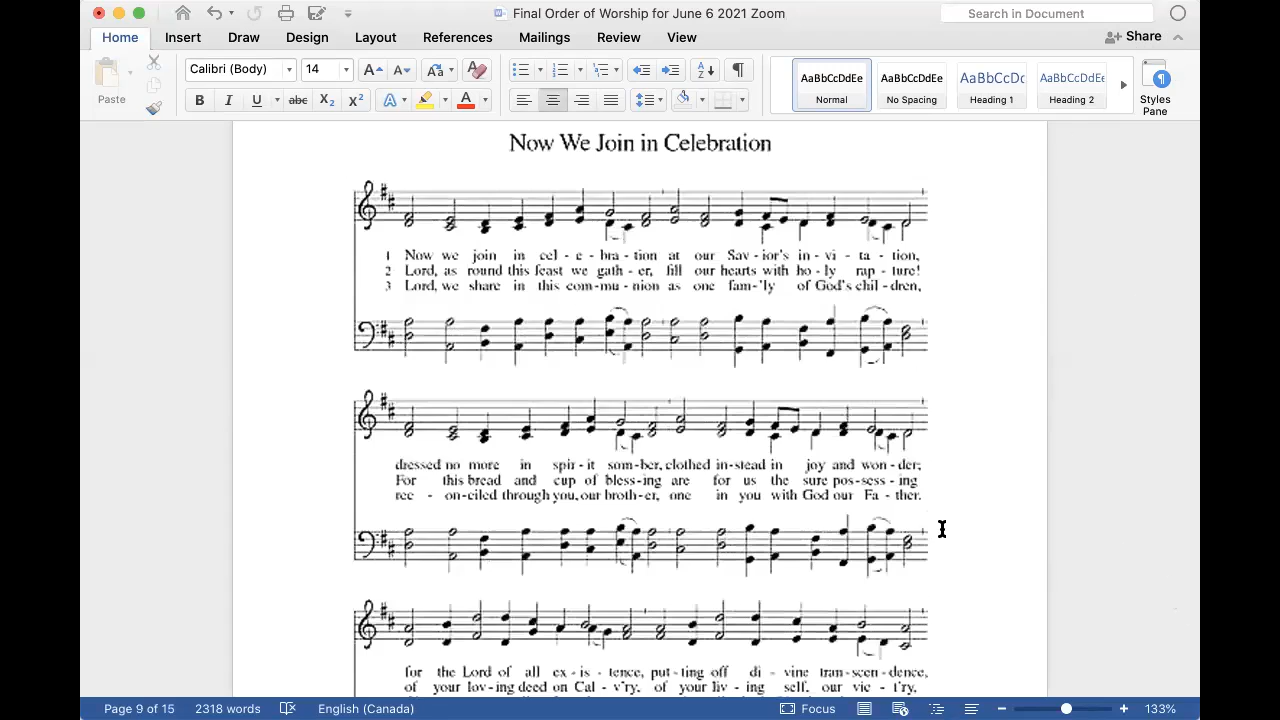 Final Order of Worship for June 6 2021 Zoom
Search in Document
Home Insert Draw Design Layout References Mailings Review View Share
Paste
Calibri (Body) 14
B I U abc X₂ X² A A
AaBbCcDdEe AaBbCcDdEe AaBbCcDc AaBbCcDdEe
Normal No Spacing Heading 1 Heading 2
Styles Pane
Now We Join in Celebration
1 Now we join in cel - e - bra - tion at our Sav - ior's in - vi - ta - tion,
2 Lord, as round this feast we gath - er, fill our hearts with ho - ly rap - ture!
3 Lord, we share in this com - mu - nion as one fam - 'ly of God's chil - dren,
dressed no more in spir - it som - ber, clothed in - stead in joy and won - der;
For this bread and cup of bless - ing are for us the sure pos - sess - ing
rec - on - ciled through you, our broth - er, one in you with God our Fa - ther.
for the Lord of all ex - is - tence, put - ting off di - vine tran - scen - dence,
of your lov - ing deed on Cal - v'ry, of your liv - ing self, our vic - t'ry,
Page 9 of 15 2318 words English (Canada) Focus 133%